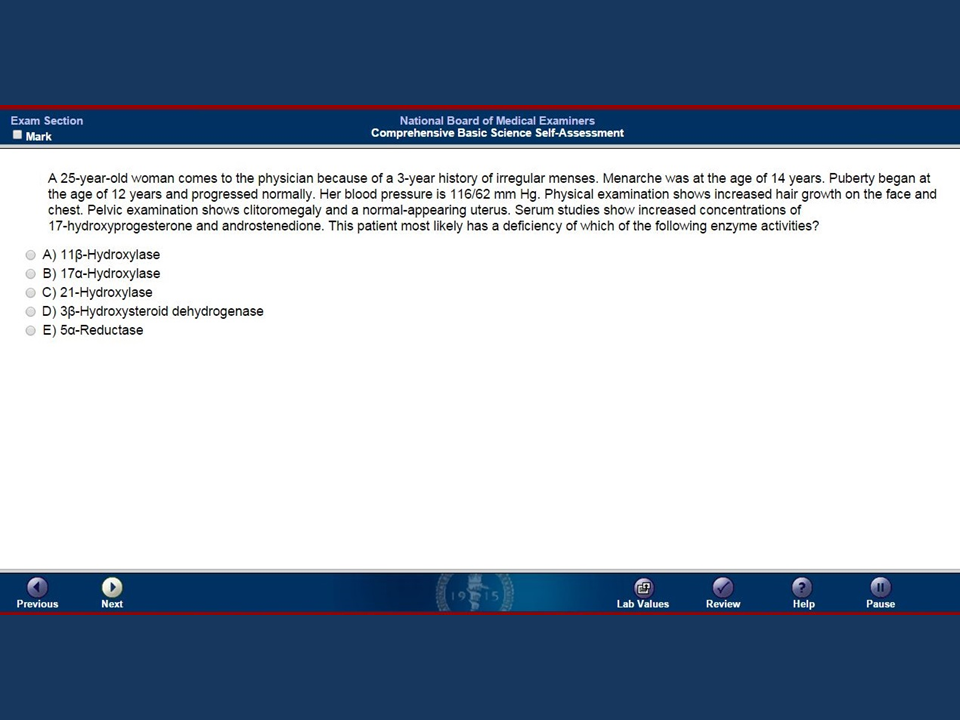 Exam Section
Mark
National Board of Medical Examiners
Comprehensive Basic Science Self-Assessment
A 25-year-old woman comes to the physician because of a 3-year history of irregular menses. Menarche was at the age of 14 years. Puberty began at
the age of 12 years and progressed normally. Her blood pressure is 116/62 mm Hg. Physical examination shows increased hair growth on the face and
chest. Pelvic examination shows clitoromegaly and a normal-appearing uterus. Serum studies show increased concentrations of
17-hydroxyprogesterone and androstenedione. This patient most likely has a deficiency of which of the following enzyme activities?
A) 11β-Hydroxylase
B) 17α-Hydroxylase
C) 21-Hydroxylase
D) 3β-Hydroxysteroid dehydrogenase
E) 5α-Reductase
1915
Previous
Next
Lab Values
Review
Help
Pause